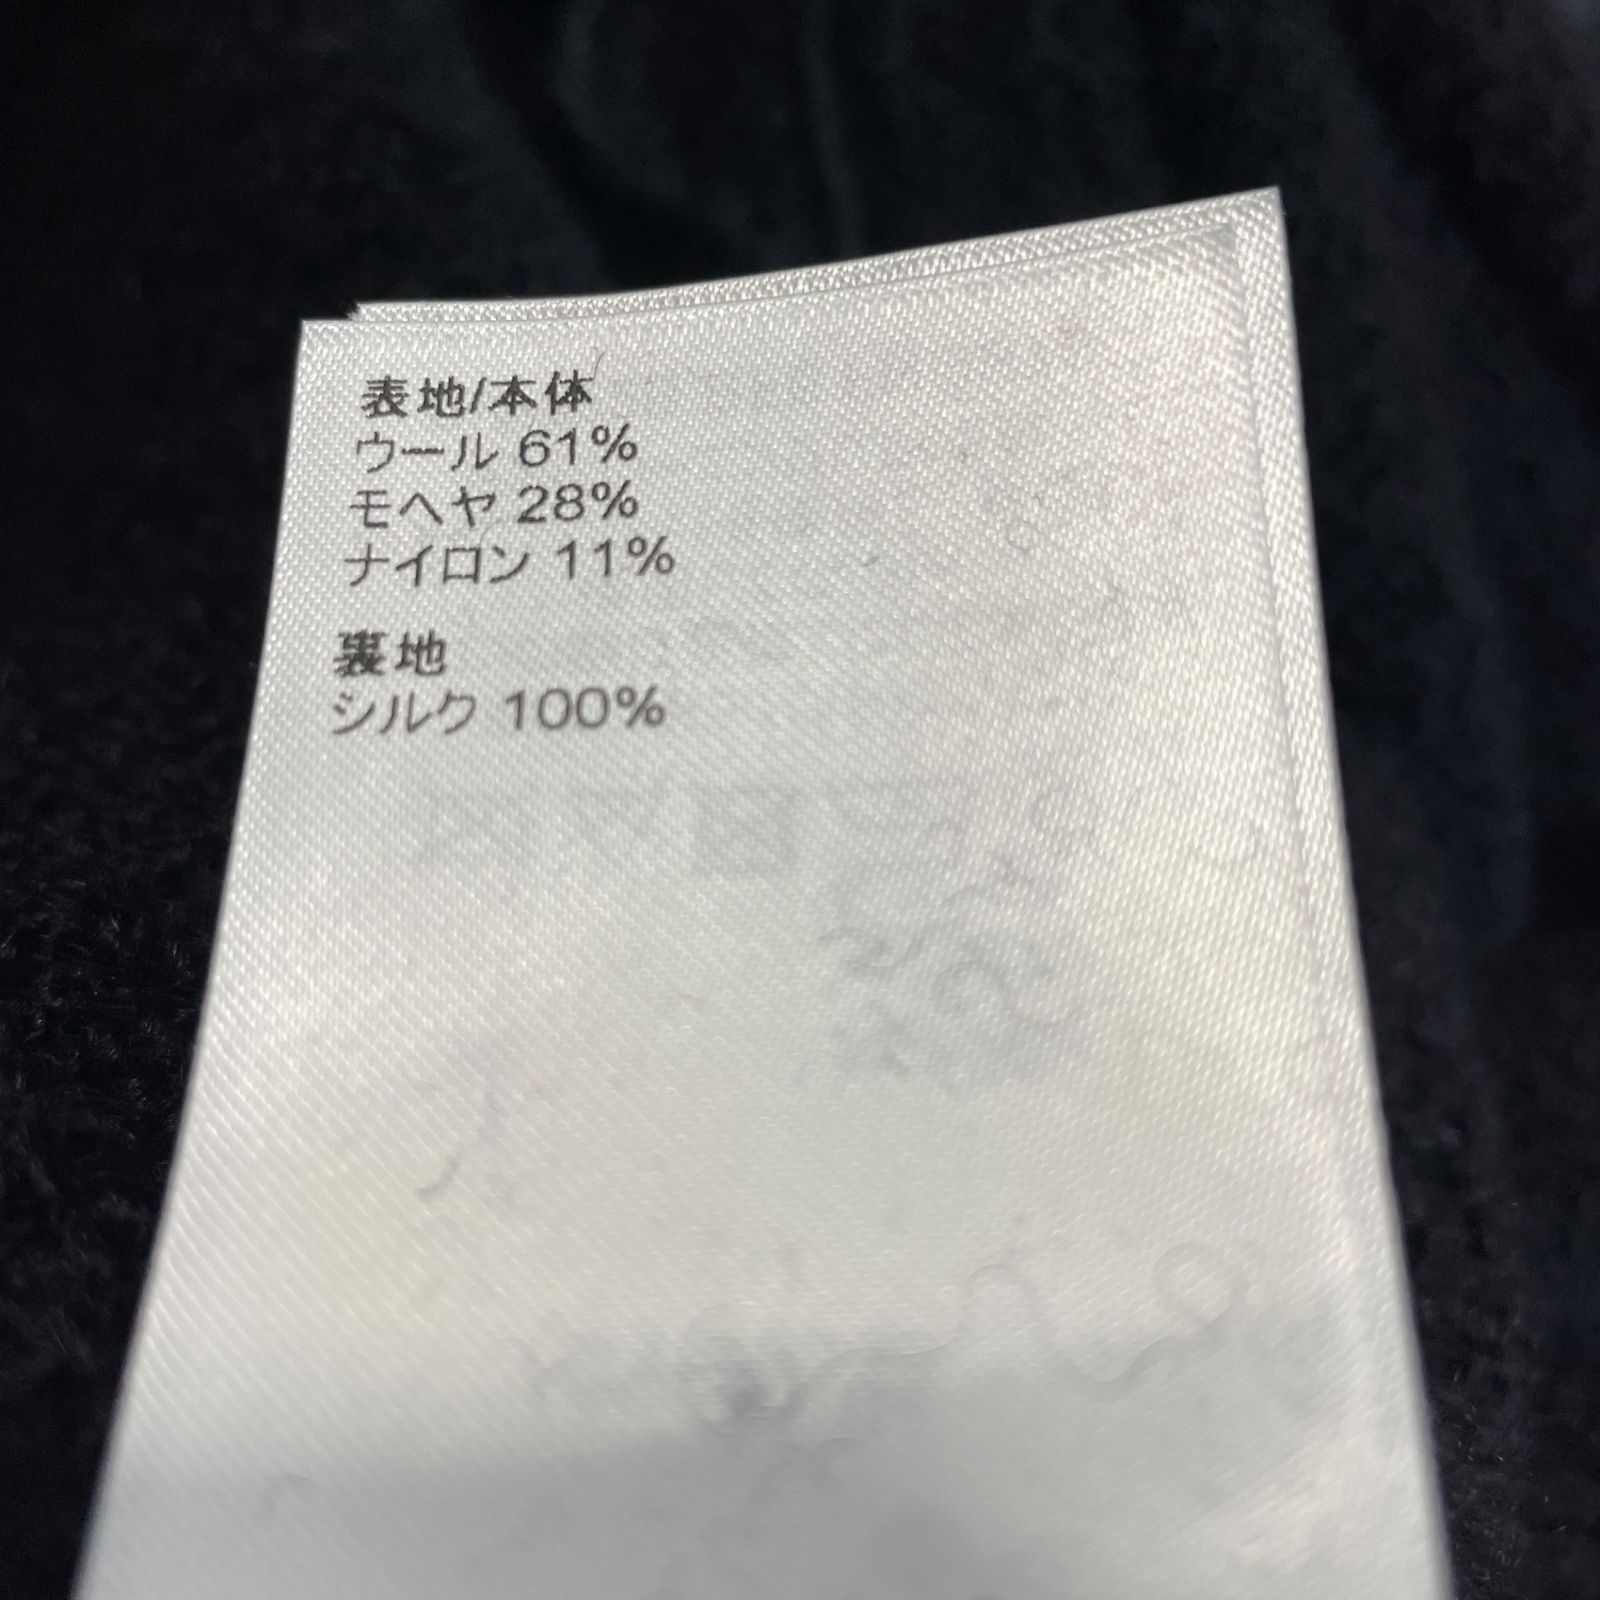 表地/本体
ウール 61%
モヘヤ 28%
ナイロン 11%
裏地
シルク 100%